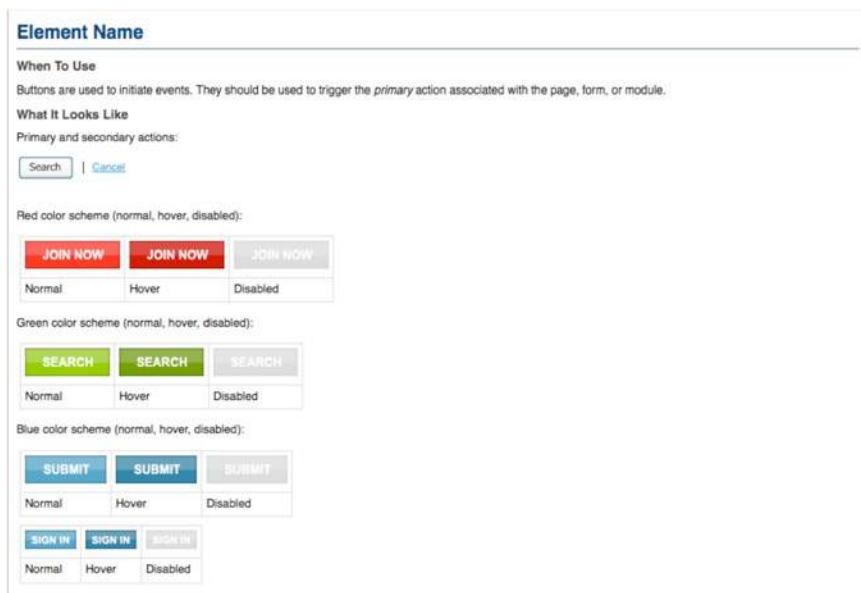 Element Name
When To Use
Buttons are used to initiate events. They should be used to trigger the primary action associated with the page, form, or module.
What It Looks Like
Primary and secondary actions:
Search | Cancel
Red color scheme (normal, hover, disabled):
JOIN NOW JOIN NOW JOIN NOW
Normal Hover Disabled
Green color scheme (normal, hover, disabled):
SEARCH SEARCH SEARCH
Normal Hover Disabled
Blue color scheme (normal, hover, disabled):
SUBMIT SUBMIT SUBMIT
Normal Hover Disabled
SIGN IN SIGN IN SIGN IN
Normal Hover Disabled